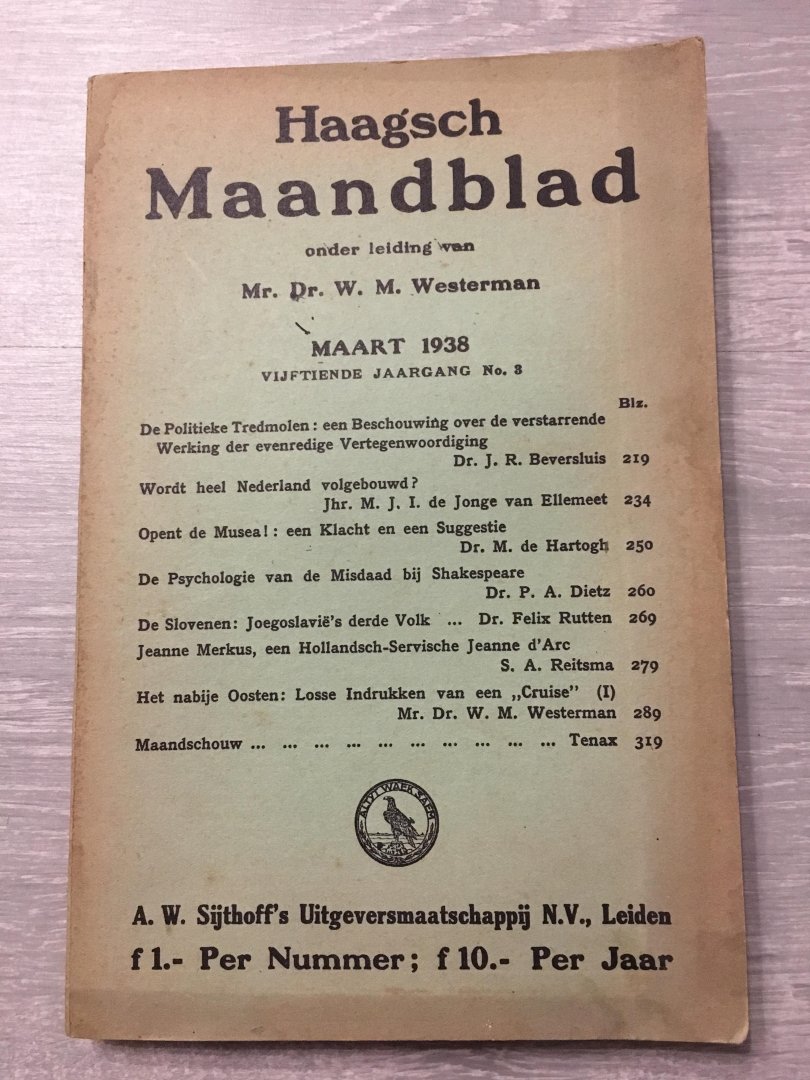 Haagsch
Maandblad
onder leiding van
Mr. Dr. W. M. Westerman
MAART 1938
VIJFTIENDE JAARGANG No. 3
Blz.
De Politieke Tredmolen : een Beschouwing over de verstarrende
Werking der evenredige Vertegenwoordiging
Dr. J. R. Beversluis 219
Wordt heel Nederland volgebouwd?
Jhr. M. J. I. de Jonge van Ellemeet 234
Opent de Musea! : een Klacht en een Suggestie
Dr. M. de Hartogh 250
De Psychologie van de Misdaad bij Shakespeare
Dr. P. A. Dietz 260
De Slovenen: Joegoslavië's derde Volk ... Dr. Felix Rutten 269
Jeanne Merkus, een Hollandsch-Servische Jeanne d'Arc
S. A. Reitsma 279
Het nabije Oosten: Losse Indrukken van een „Cruise” (I)
Mr. Dr. W. M. Westerman 289
Maandschouw ... ... ... ... ... ... ... ... ... ... Tenax 319
ALTYT WAEK SAEM
A. W. Sijthoff's Uitgeversmaatschappij N.V., Leiden
f 1.- Per Nummer; f 10.- Per Jaar